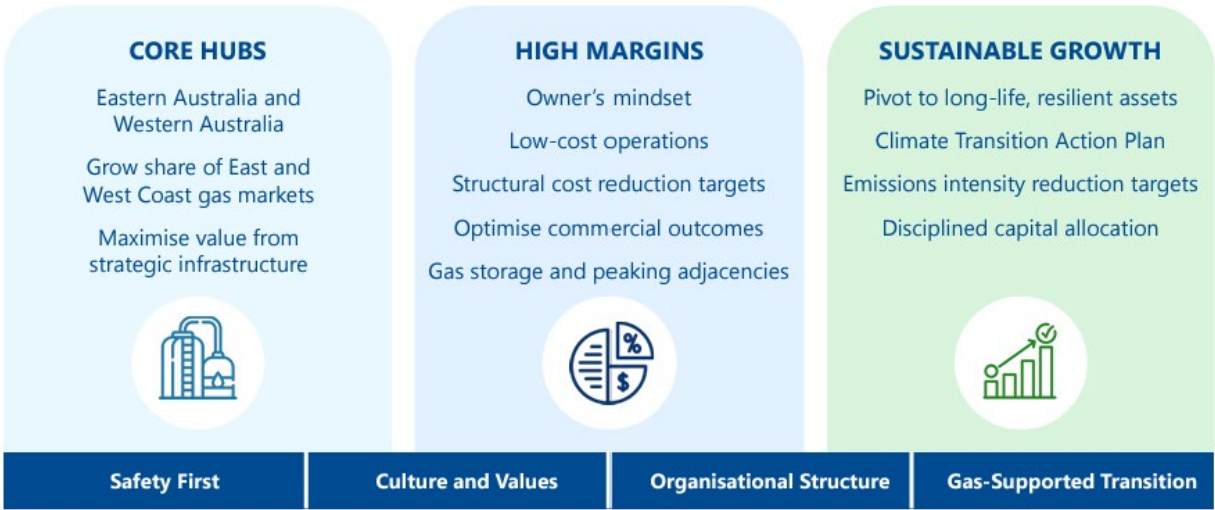 CORE HUBS
Eastern Australia and
Western Australia
Grow share of East and
West Coast gas markets
Maximise value from
strategic infrastructure
HIGH MARGINS
Owner's mindset
Low-cost operations
Structural cost reduction targets
Optimise commercial outcomes
Gas storage and peaking adjacencies
%
$
SUSTAINABLE GROWTH
Pivot to long-life, resilient assets
Climate Transition Action Plan
Emissions intensity reduction targets
Disciplined capital allocation
Safety First
Culture and Values
Organisational Structure
Gas-Supported Transition